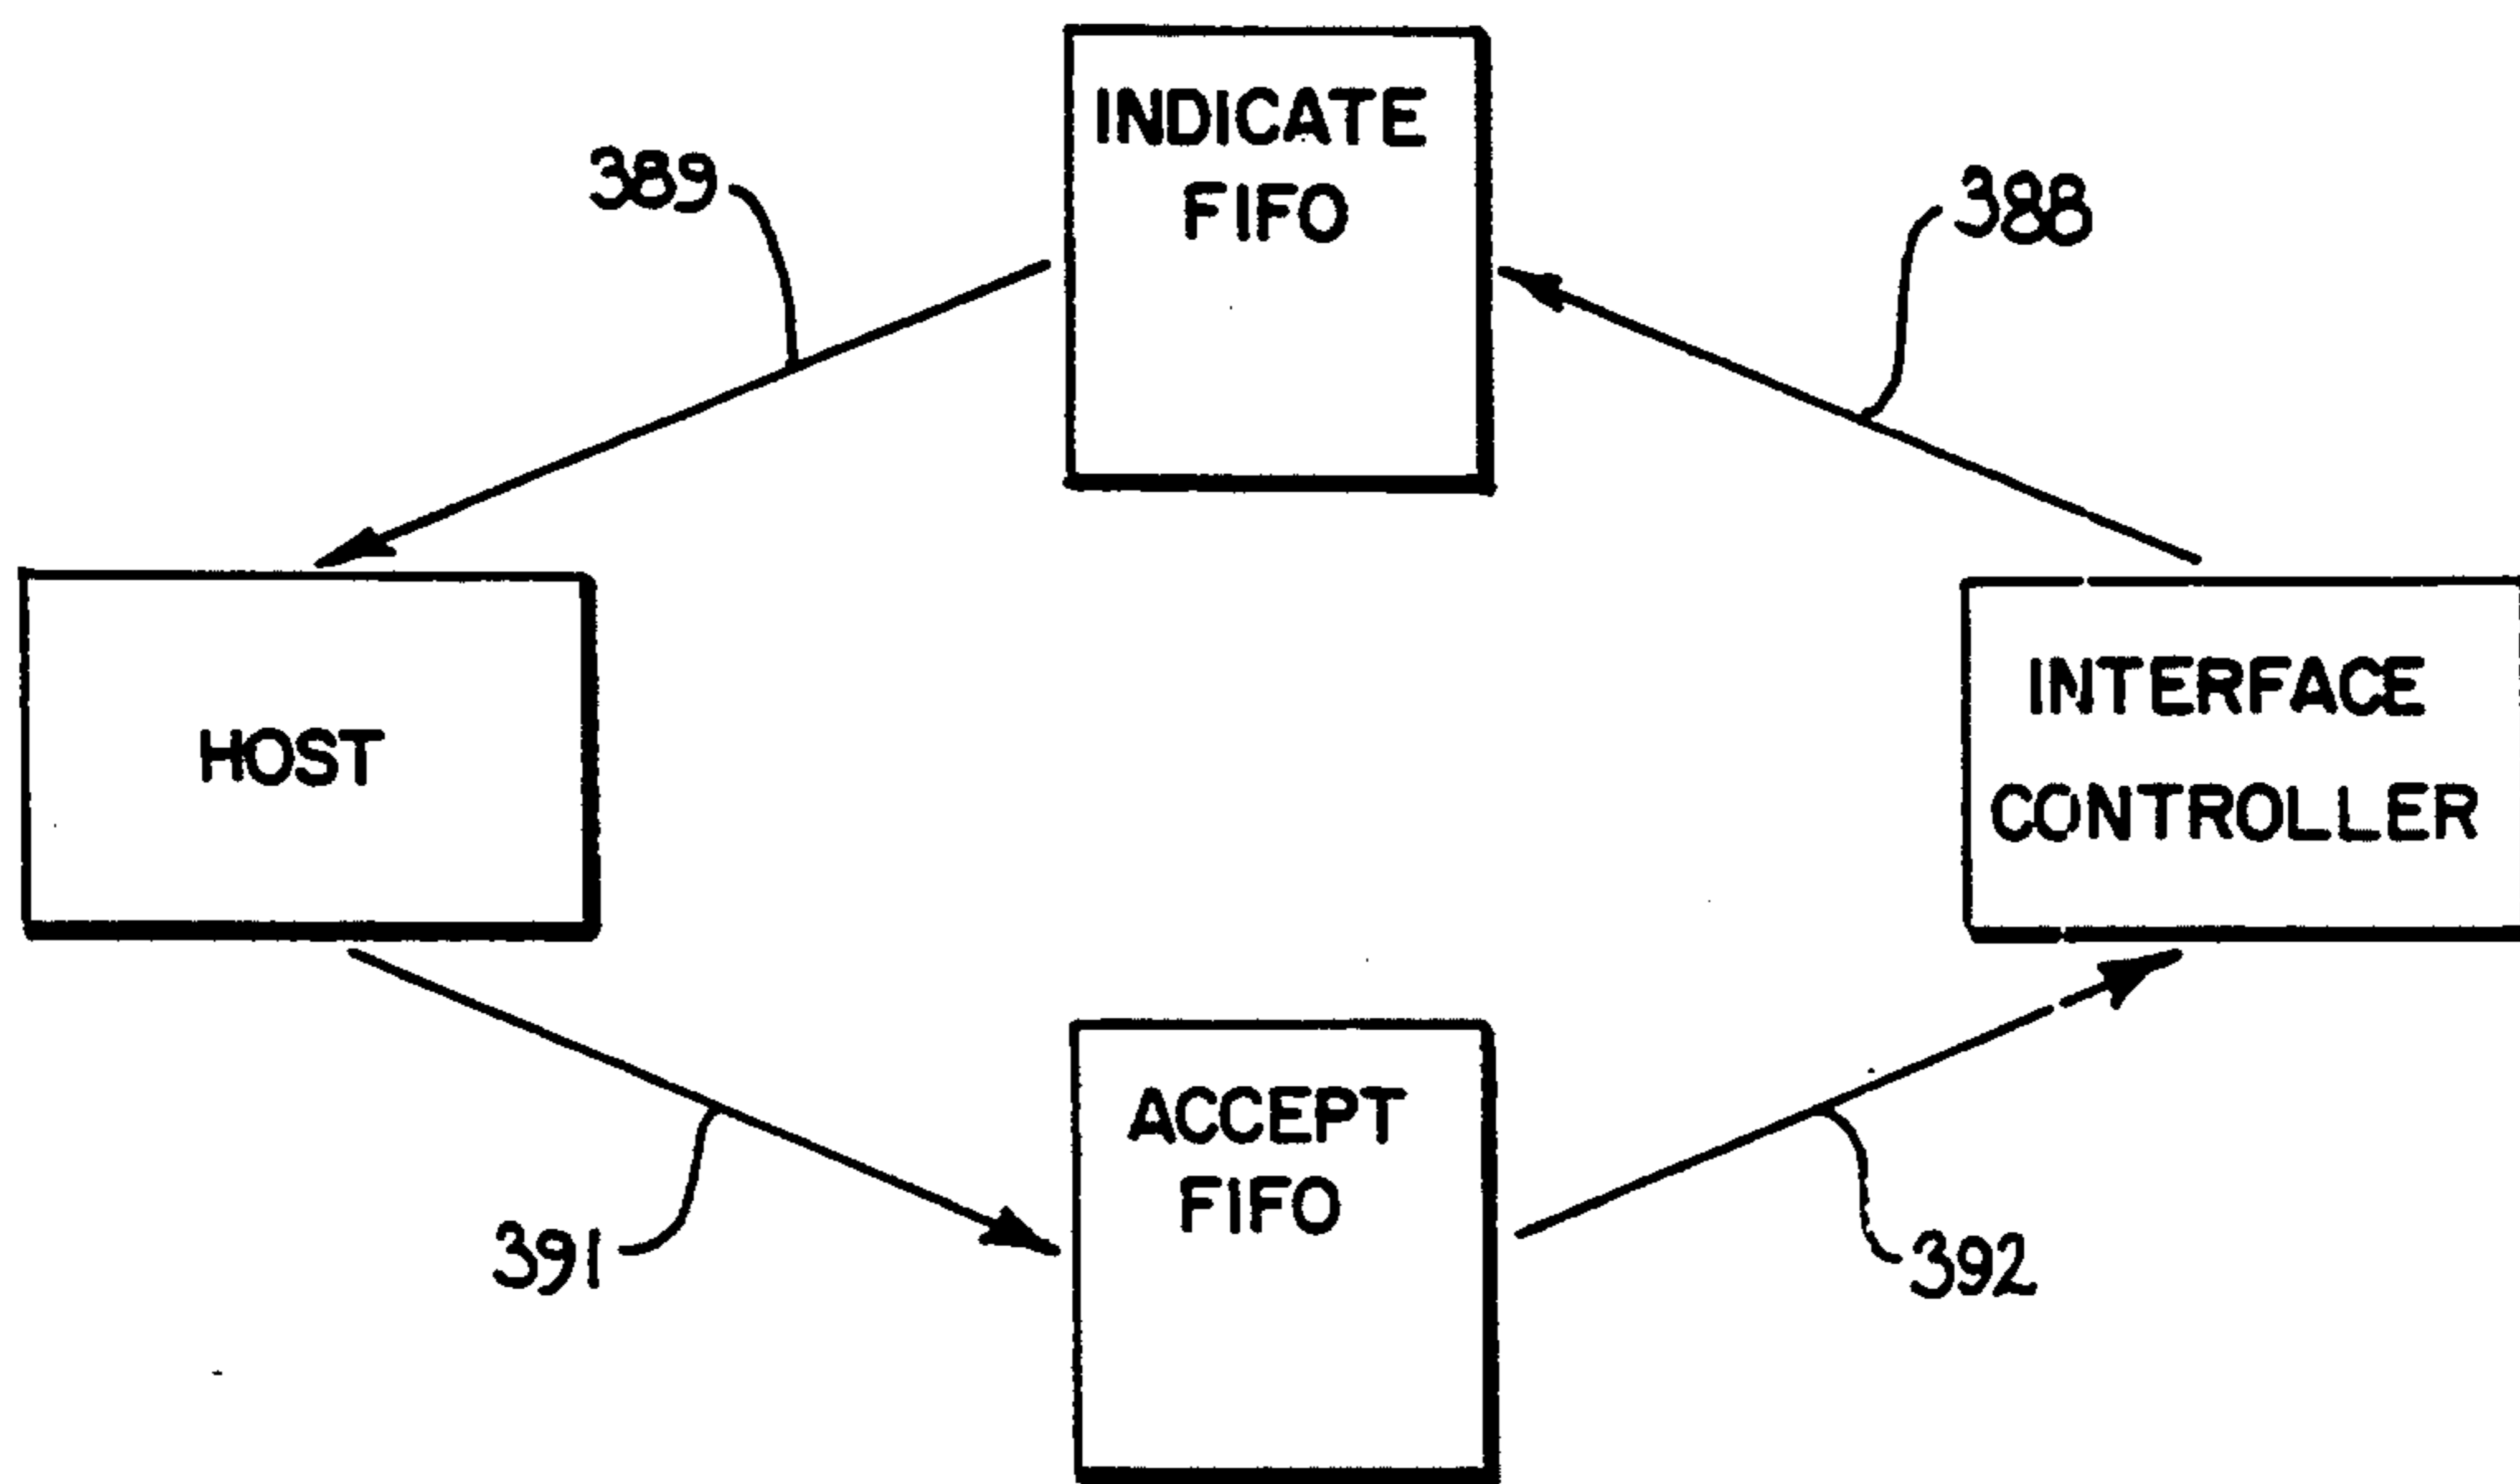 INDICATE
FIFO
389
388
HOST
INTERFACE
CONTROLLER
ACCEPT
FIFO
391
392